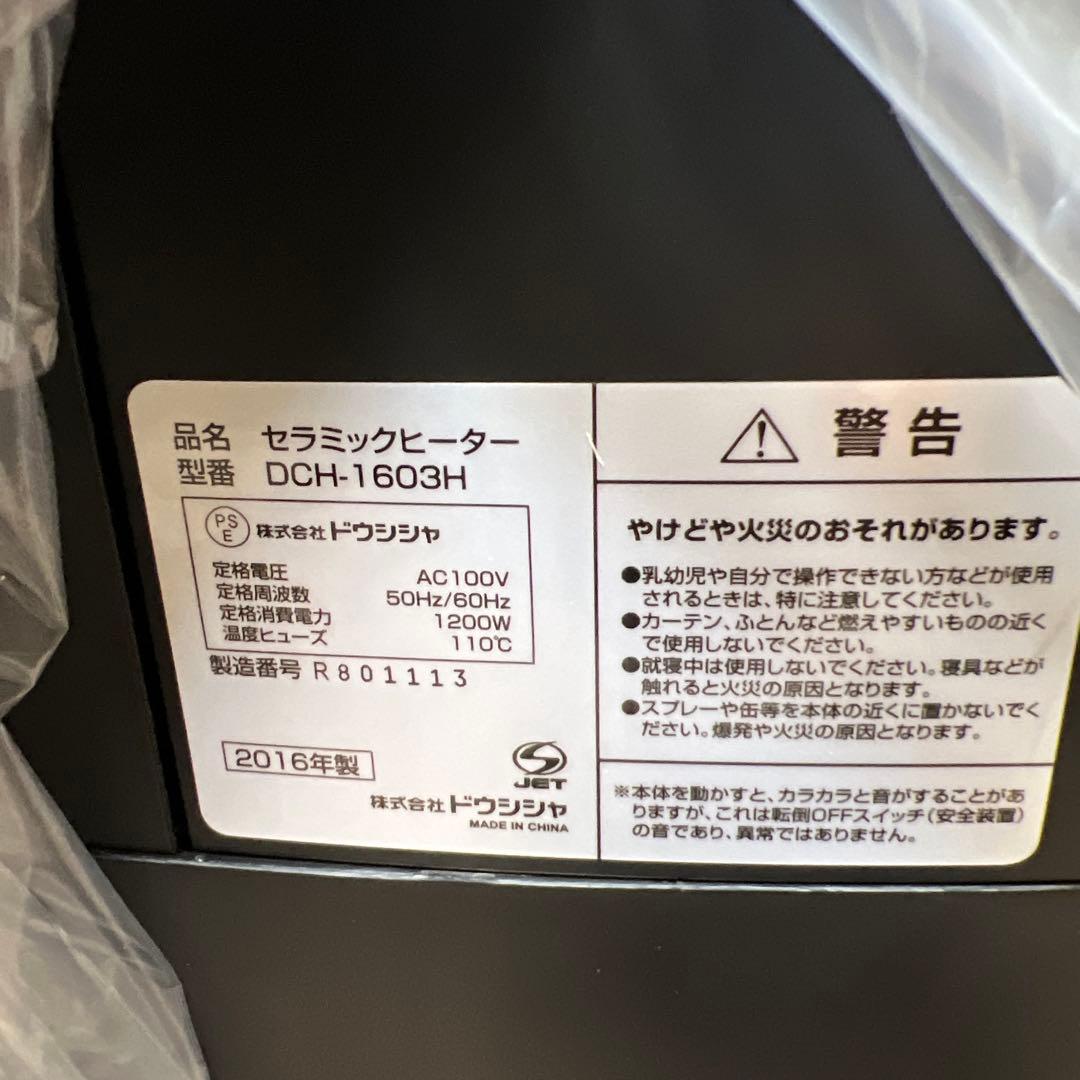 品名 セラミックヒーター
型番 DCH-1603H
PSE 株式会社ドウシシャ
定格電圧 AC100V
定格周波数 50Hz/60Hz
定格消費電力 1200W
温度ヒューズ 110℃
製造番号 R801113
2016年製
JET
株式会社ドウシシャ
MADE IN CHINA
警告
やけどや火災のおそれがあります。
●乳幼児や自分で操作できない方などが使用
されるときは、特に注意してください。
●カーテン、ふとんなど燃えやすいものの近く
で使用しないでください。
●就寝中は使用しないでください。寝具などが
触れると火災の原因となります。
●スプレーや缶等を本体の近くに置かないでく
ださい。爆発や火災の原因となります。
※本体を動かすと、カラカラと音がすることがあ
りますが、これは転倒OFFスイッチ(安全装置)
の音であり、異常ではありません。